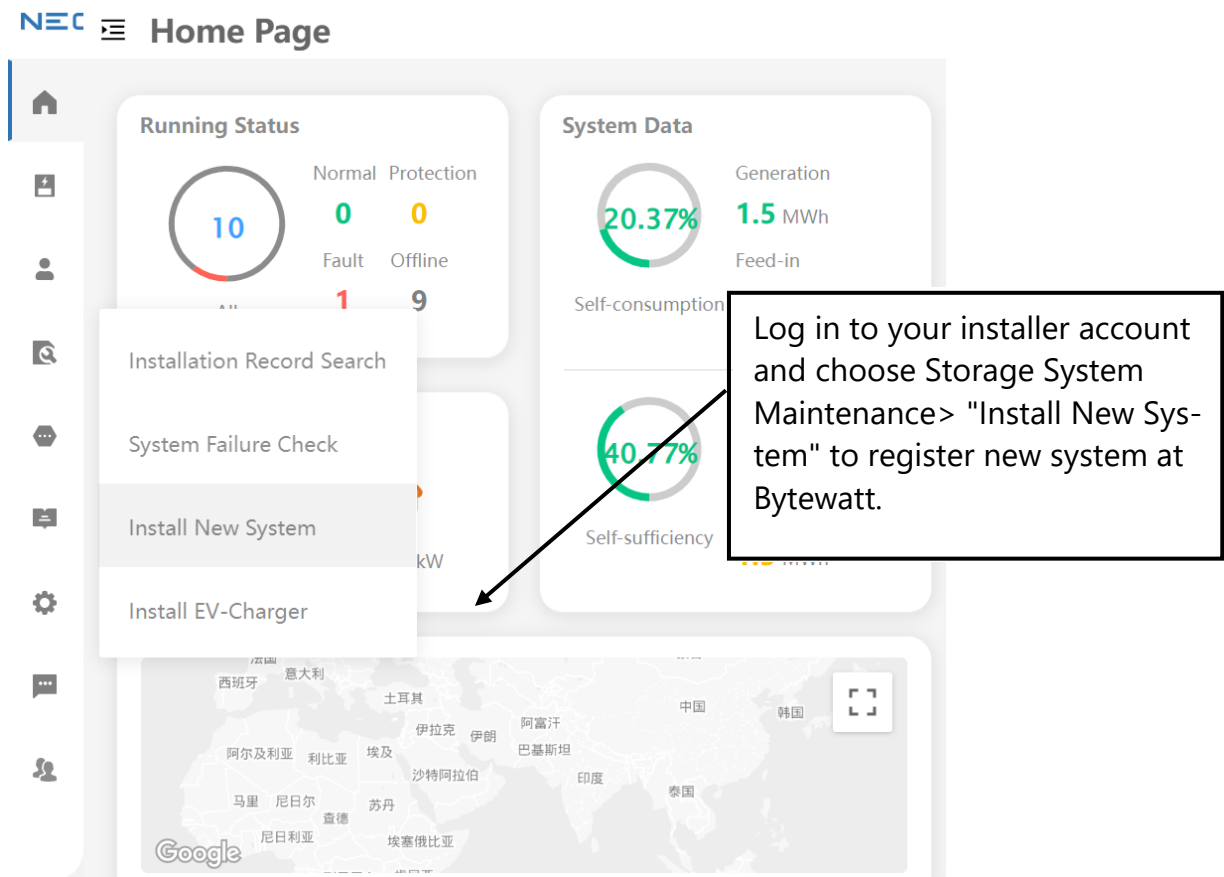 NEC
Home Page
Running Status
10
Normal Protection
0 0
Fault Offline
1 9
System Data
20.37%
Generation
1.5 MWh
Feed-in
Self-consumption
40.77%
Self-sufficiency
MWh
kW
Installation Record Search
System Failure Check
Install New System
Install EV-Charger
Log in to your installer account
and choose Storage System
Maintenance> "Install New Sys-
tem" to register new system at
Bytewatt.
西班牙 意大利
土耳其
中国 韩国
伊拉克 伊朗 阿富汗
阿尔及利亚 利比亚 埃及 巴基斯坦
沙特阿拉伯 印度
泰国
马里 尼日尔 苏丹
乍得
尼日利亚 埃塞俄比亚
Google